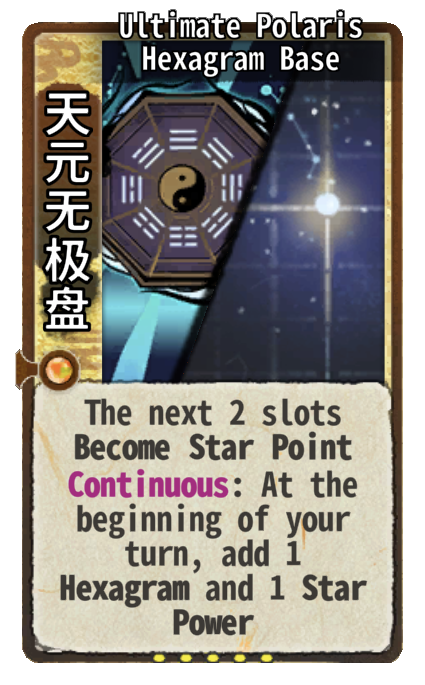 Ultimate Polaris
Hexagram Base
天元无极盘
The next 2 slots
Become Star Point
Continuous: At the
beginning of your
turn, add 1
Hexagram and 1 Star
Power